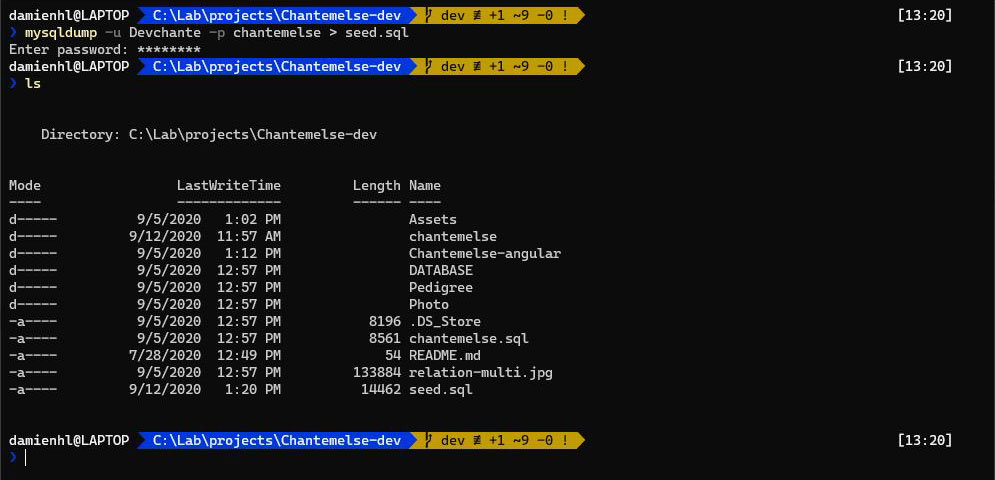 damienhl@LAPTOP C:\Lab\projects\Chantemelse-dev dev ≢ +1 ~9 -0 ! [13:20]
❯ mysqldump -u Devchante -p chantemelse > seed.sql
Enter password: ********
damienhl@LAPTOP C:\Lab\projects\Chantemelse-dev dev ≢ +1 ~9 -0 ! [13:20]
❯ ls
Directory: C:\Lab\projects\Chantemelse-dev
Mode LastWriteTime Length Name
---- ------------- ------ ----
d----- 9/5/2020 1:02 PM Assets
d----- 9/12/2020 11:57 AM chantemelse
d----- 9/5/2020 1:12 PM Chantemelse-angular
d----- 9/5/2020 12:57 PM DATABASE
d----- 9/5/2020 12:57 PM Pedigree
d----- 9/5/2020 12:57 PM Photo
-a---- 9/5/2020 12:57 PM 8196 .DS_Store
-a---- 9/5/2020 12:57 PM 8561 chantemelse.sql
-a---- 7/28/2020 12:49 PM 54 README.md
-a---- 9/5/2020 12:57 PM 133884 relation-multi.jpg
-a---- 9/12/2020 1:20 PM 14462 seed.sql
damienhl@LAPTOP C:\Lab\projects\Chantemelse-dev dev ≢ +1 ~9 -0 ! [13:20]
❯